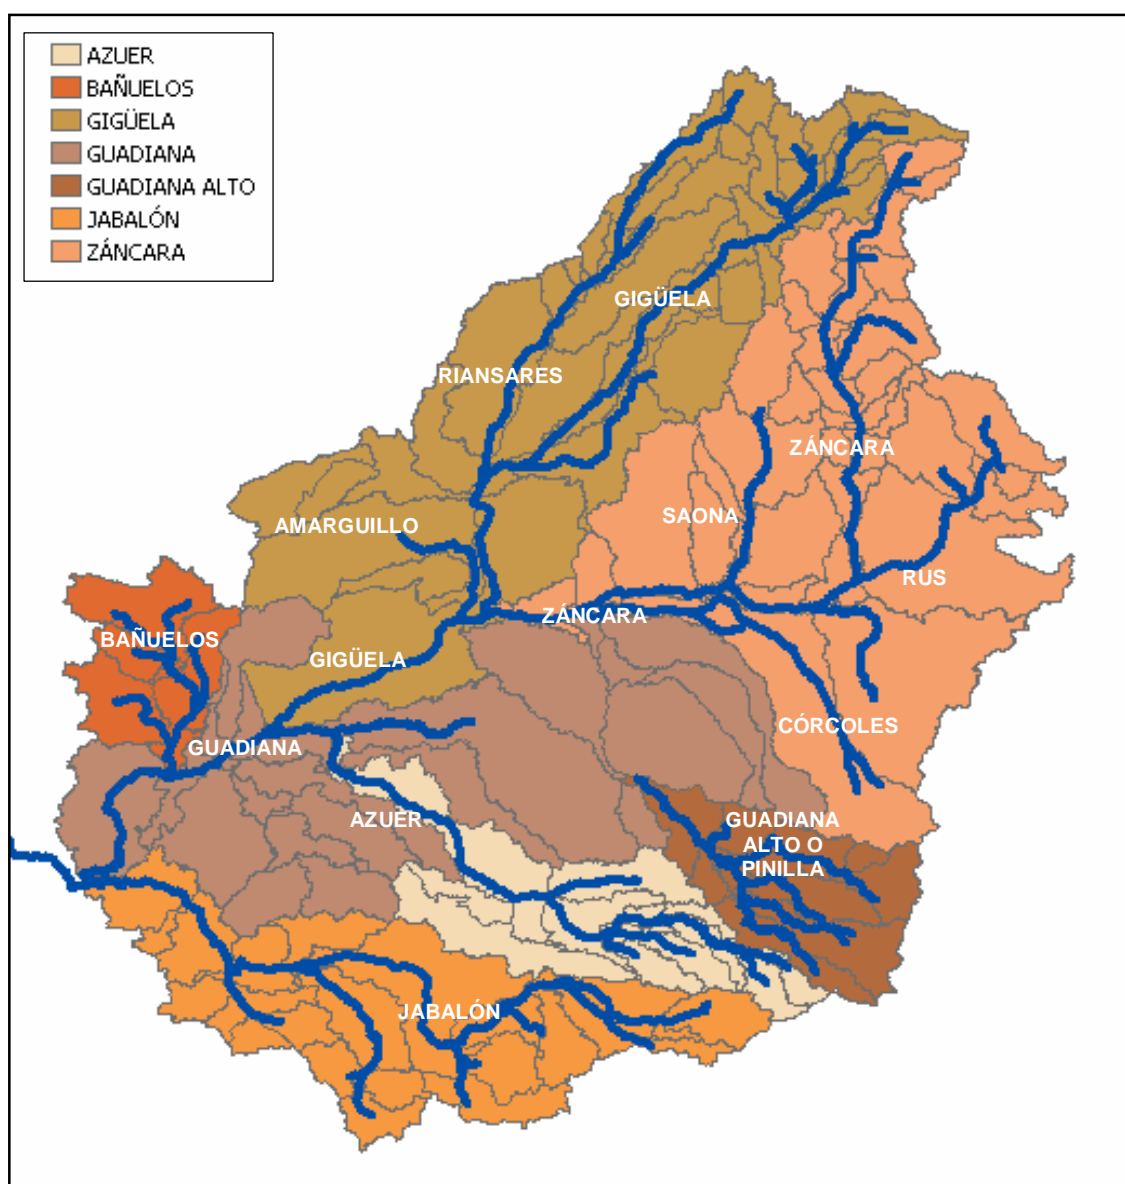 AZUER
BAÑUELOS
GIGÜELA
GUADIANA
GUADIANA ALTO
JABALÓN
ZÁNCARA
GIGÜELA
RIANSARES
ZÁNCARA
SAONA
AMARGUILLO
RUS
ZÁNCARA
BAÑUELOS
GIGÜELA
CÓRCOLES
GUADIANA
AZUER
GUADIANA
ALTO O
PINILLA
JABALÓN